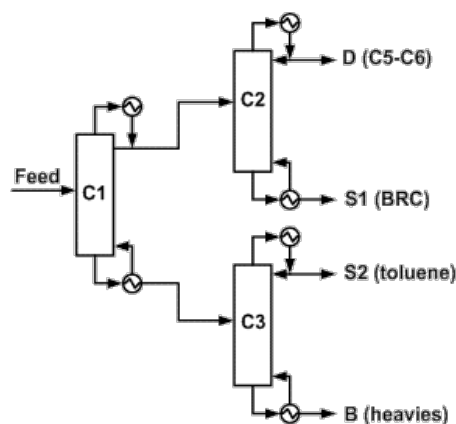 Feed
C1
C2
D (C5-C6)
S1 (BRC)
C3
S2 (toluene)
B (heavies)